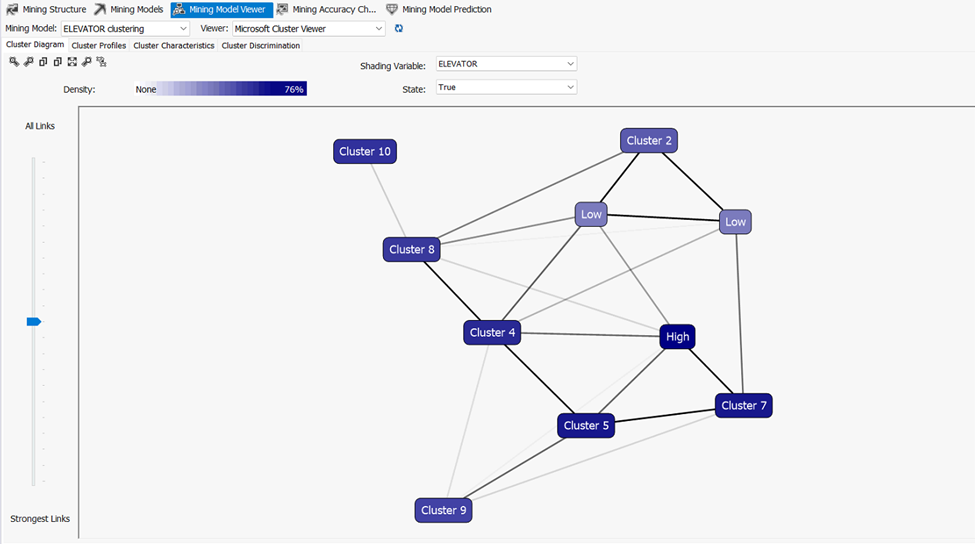 Mining Structure Mining Models Mining Model Viewer Mining Accuracy Ch... Mining Model Prediction
Mining Model: ELEVATOR clustering Viewer: Microsoft Cluster Viewer
Cluster Diagram Cluster Profiles Cluster Characteristics Cluster Discrimination
Shading Variable: ELEVATOR
Density: None 76% State: True
All Links
Cluster 2
Cluster 10
Low
Low
Cluster 8
Cluster 4
High
Cluster 7
Cluster 5
Cluster 9
Strongest Links